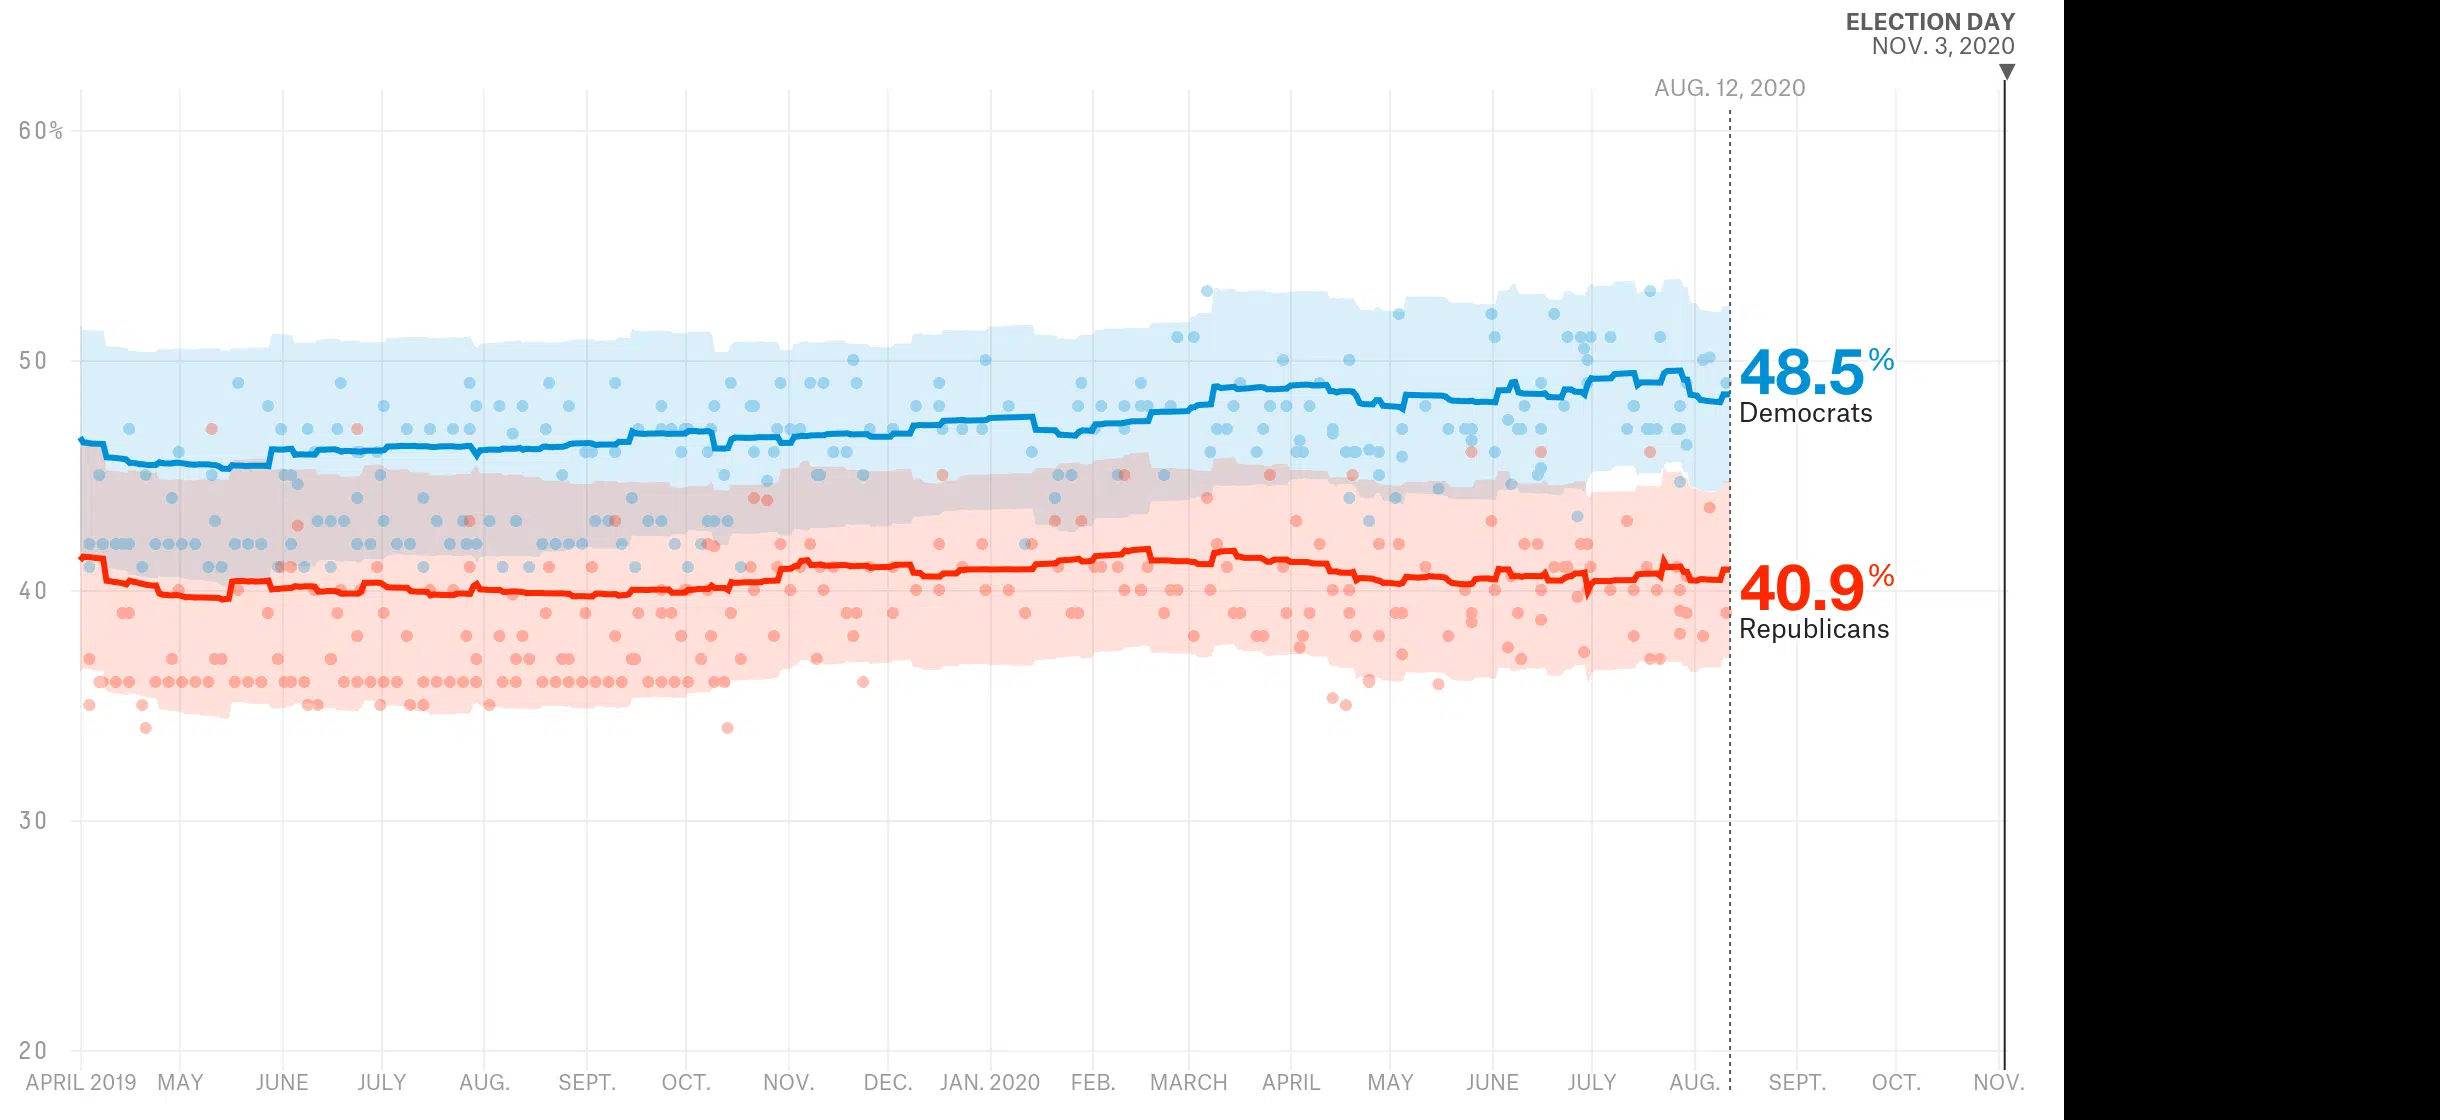 ELECTION DAY
NOV. 3, 2020
AUG. 12, 2020
60%
50
48.5%
Democrats
40
40.9%
Republicans
30
20
APRIL 2019 MAY JUNE JULY AUG. SEPT. OCT. NOV. DEC. JAN. 2020 FEB. MARCH APRIL MAY JUNE JULY AUG. SEPT. OCT. NOV.